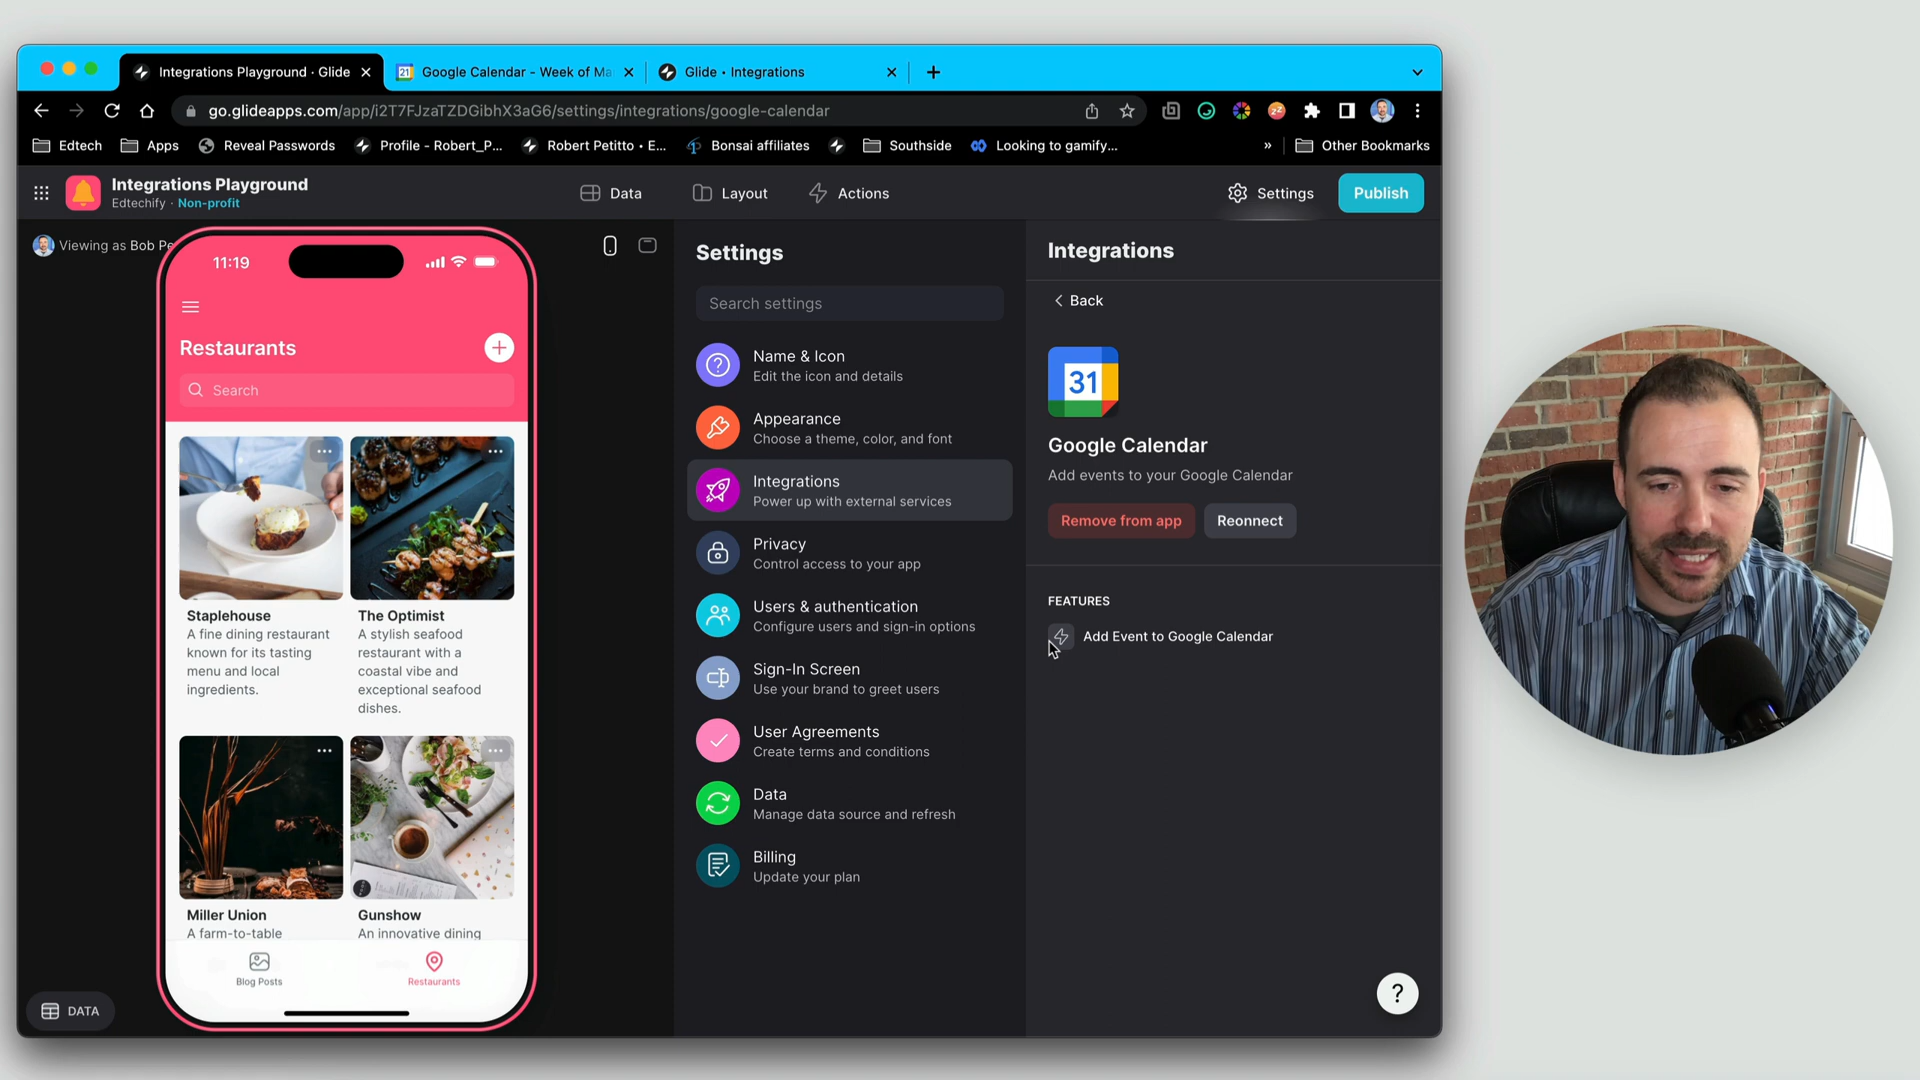 Integrations Playground · Glide
21
Google Calendar - Week of Ma
Glide • Integrations
go.glideapps.com/app/i2T7FJzaTZDGibhX3aG6/settings/integrations/google-calendar
Edtech
Apps
Reveal Passwords
Profile - Robert_P...
Robert Petitto • E...
Bonsai affiliates
Southside
Looking to gamify,...
»
Other Bookmarks
Integrations Playground
Edtechify · Non-profit
Data
Layout
Actions
Settings
Publish
Viewing as Bob Pe
11:19
Restaurants
Search
Staplehouse
A fine dining restaurant
known for its tasting
menu and local
ingredients.
The Optimist
A stylish seafood
restaurant with a
coastal vibe and
exceptional seafood
dishes.
Miller Union
A farm-to-table
Gunshow
An innovative dining
Blog Posts
Restaurants
DATA
Settings
Search settings
Name & Icon
Edit the icon and details
Appearance
Choose a theme, color, and font
Integrations
Power up with external services
Privacy
Control access to your app
Users & authentication
Configure users and sign-in options
Sign-In Screen
Use your brand to greet users
User Agreements
Create terms and conditions
Data
Manage data source and refresh
Billing
Update your plan
Integrations
Back
31
Google Calendar
Add events to your Google Calendar
Remove from app
Reonnect
FEATURES
Add Event to Google Calendar
?